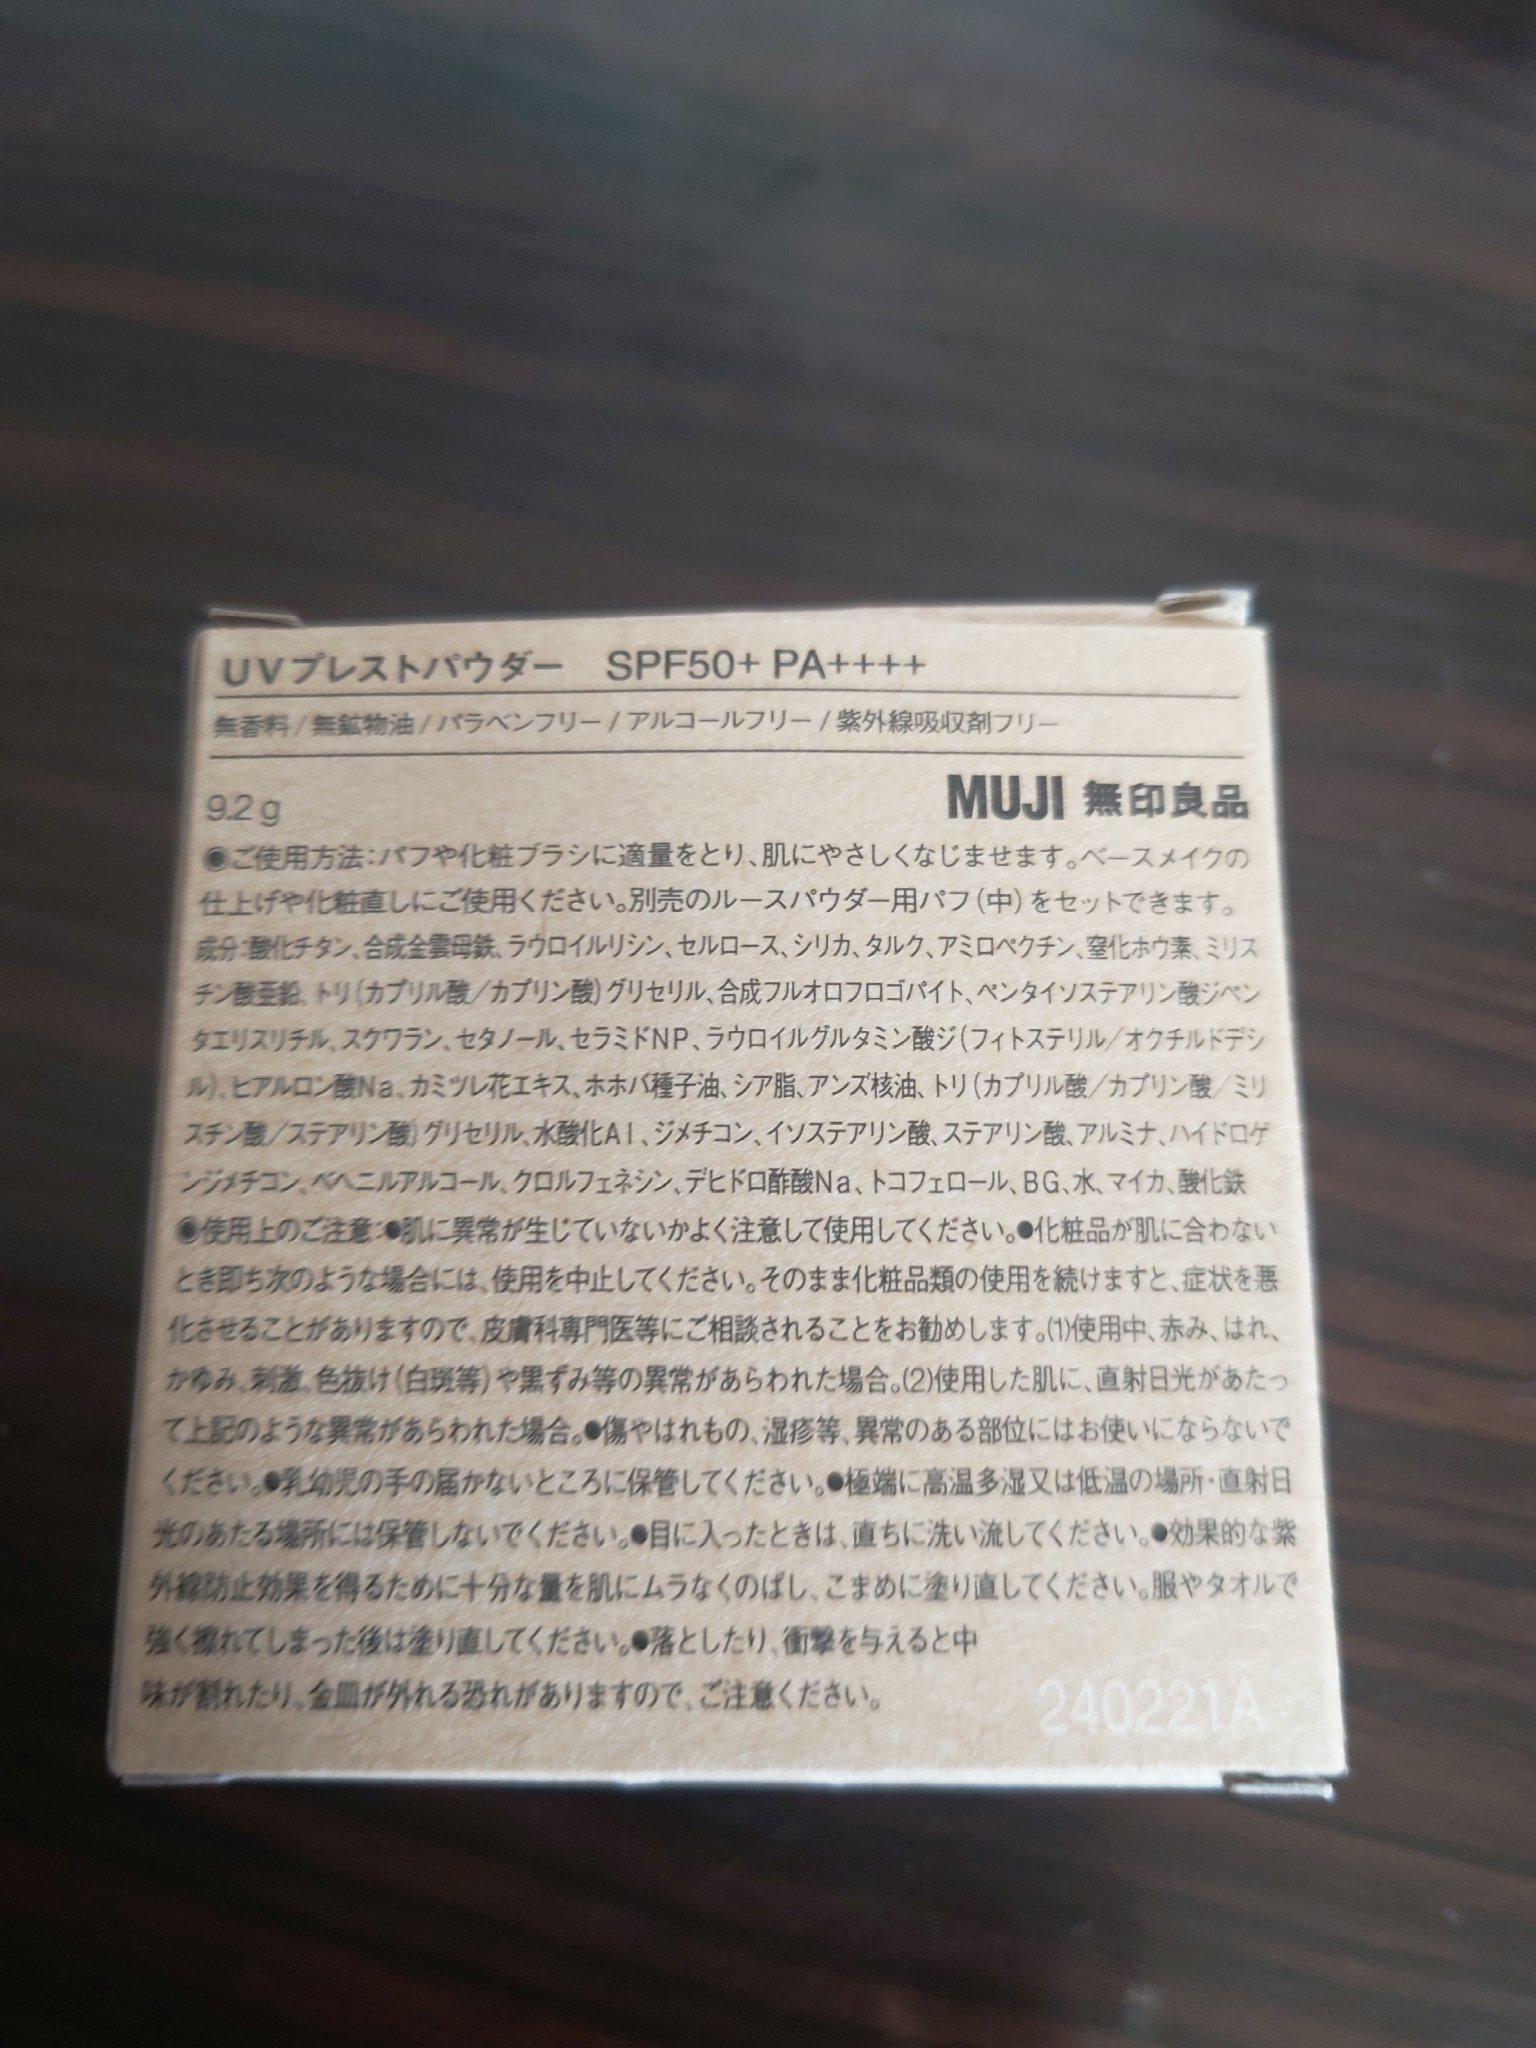 UVプレストパウダー　SPF50+ PA++++
無香料/無鉱物油/パラベンフリー/アルコールフリー/紫外線吸収剤フリー
9.2g
MUJI 無印良品
◉ご使用方法:パフや化粧ブラシに適量をとり、肌にやさしくなじませます。ベースメイクの
仕上げや化粧直しにご使用ください。別売のルースパウダー用パフ(中)をセットできます。
成分:酸化チタン、合成金雲母鉄、ラウロイルリシン、セルロース、シリカ、タルク、アミロペクチン、窒化ホウ素、ミリス
チン酸亜鉛、トリ(カプリル酸/カプリン酸)グリセリル、合成フルオロフロゴパイト、ペンタイソステアリン酸ジペン
タエリスリチル、スクワラン、セタノール、セラミドNP、ラウロイルグルタミン酸ジ(フィトステリル/オクチルドデシ
ル)、ヒアルロン酸Na、カミツレ花エキス、ホホバ種子油、シア脂、アンズ核油、トリ(カプリル酸/カプリン酸/ミリ
スチン酸/ステアリン酸)グリセリル、水酸化Al、ジメチコン、イソステアリン酸、ステアリン酸、アルミナ、ハイドロゲ
ンジメチコン、ベヘニルアルコール、クロルフェネシン、デヒドロ酢酸Na、トコフェロール、BG、水、マイカ、酸化鉄
◉使用上のご注意:●肌に異常が生じていないかよく注意して使用してください。●化粧品が肌に合わない
とき即ち次のような場合には、使用を中止してください。そのまま化粧品類の使用を続けますと、症状を悪
化させることがありますので、皮膚科専門医等にご相談されることをお勧めします。(1)使用中、赤み、はれ、
かゆみ、刺激、色抜け(白斑等)や黒ずみ等の異常があらわれた場合。(2)使用した肌に、直射日光があたっ
て上記のような異常があらわれた場合。●傷やはれもの、湿疹等、異常のある部位にはお使いにならないで
ください。●乳幼児の手の届かないところに保管してください。●極端に高温多湿又は低温の場所・直射日
光のあたる場所には保管しないでください。●目に入ったときは、直ちに洗い流してください。●効果的な紫
外線防止効果を得るために十分な量を肌にムラなくのばし、こまめに塗り直してください。服やタオルで
強く擦れてしまった後は塗り直してください。●落としたり、衝撃を与えると中
味が割れたり、金皿が外れる恐れがありますので、ご注意ください。
240221A